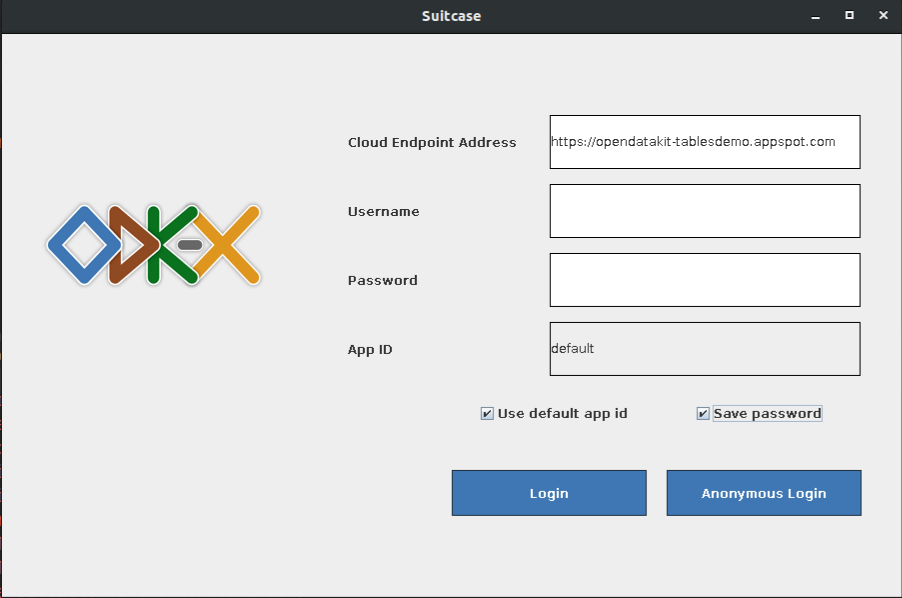 Suitcase
Cloud Endpoint Address
https://opendatakit-tablesdemo.appspot.com
Username
Password
App ID
default
Use default app id
Save password
Login
Anonymous Login
ODK-X